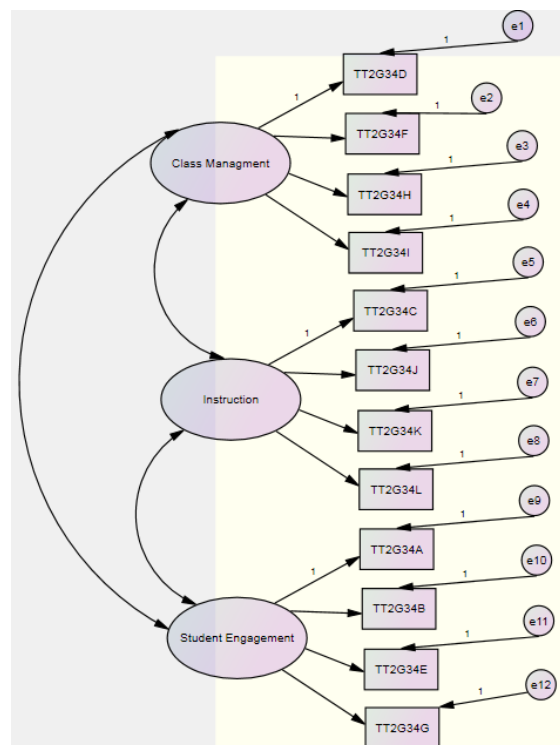 e1
1
TT2G34D
1
e2
1
TT2G34F
e3
1
Class Managment
TT2G34H
e4
1
TT2G34I
e5
1
TT2G34C
1
e6
1
TT2G34J
e7
1
Instruction
TT2G34K
e8
1
TT2G34L
e9
1
TT2G34A
1
e10
1
TT2G34B
e11
1
Student Engagement
TT2G34E
e12
1
TT2G34G